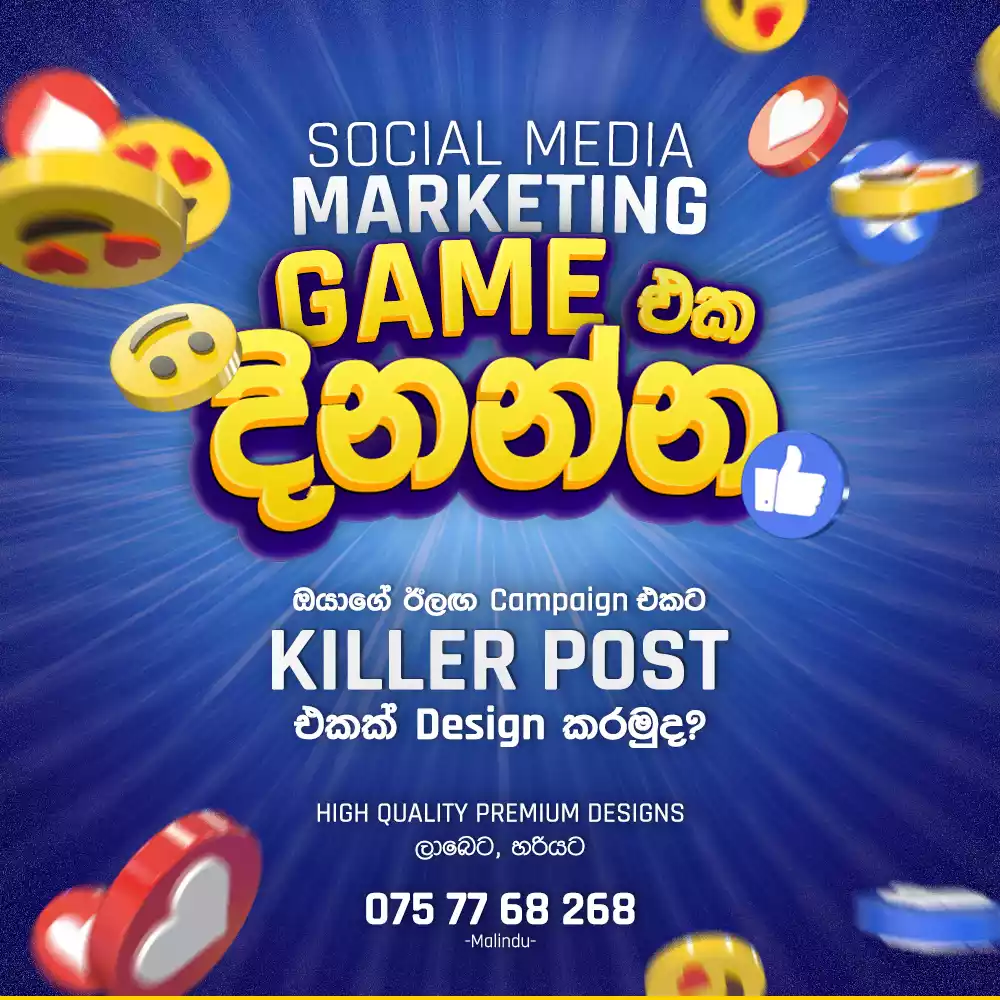 SOCIAL MEDIA
MARKETING
GAME එක
දිනන්න
ඔයාගේ ඊලඟ Campaign එකට
KILLER POST
එකක් Design කරමුද?
HIGH QUALITY PREMIUM DESIGNS
ලාබෙට, හරියට
075 77 68 268
-Malindu-